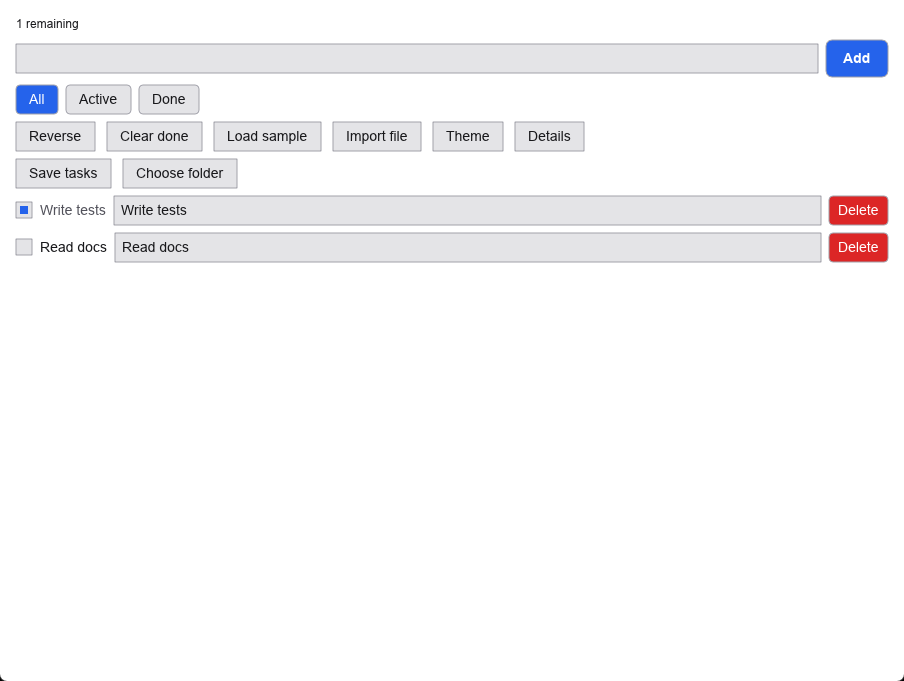 1 remaining
Add
All Active Done
Reverse Clear done Load sample Import file Theme Details
Save tasks Choose folder
Write tests Write tests Delete
Read docs Read docs Delete